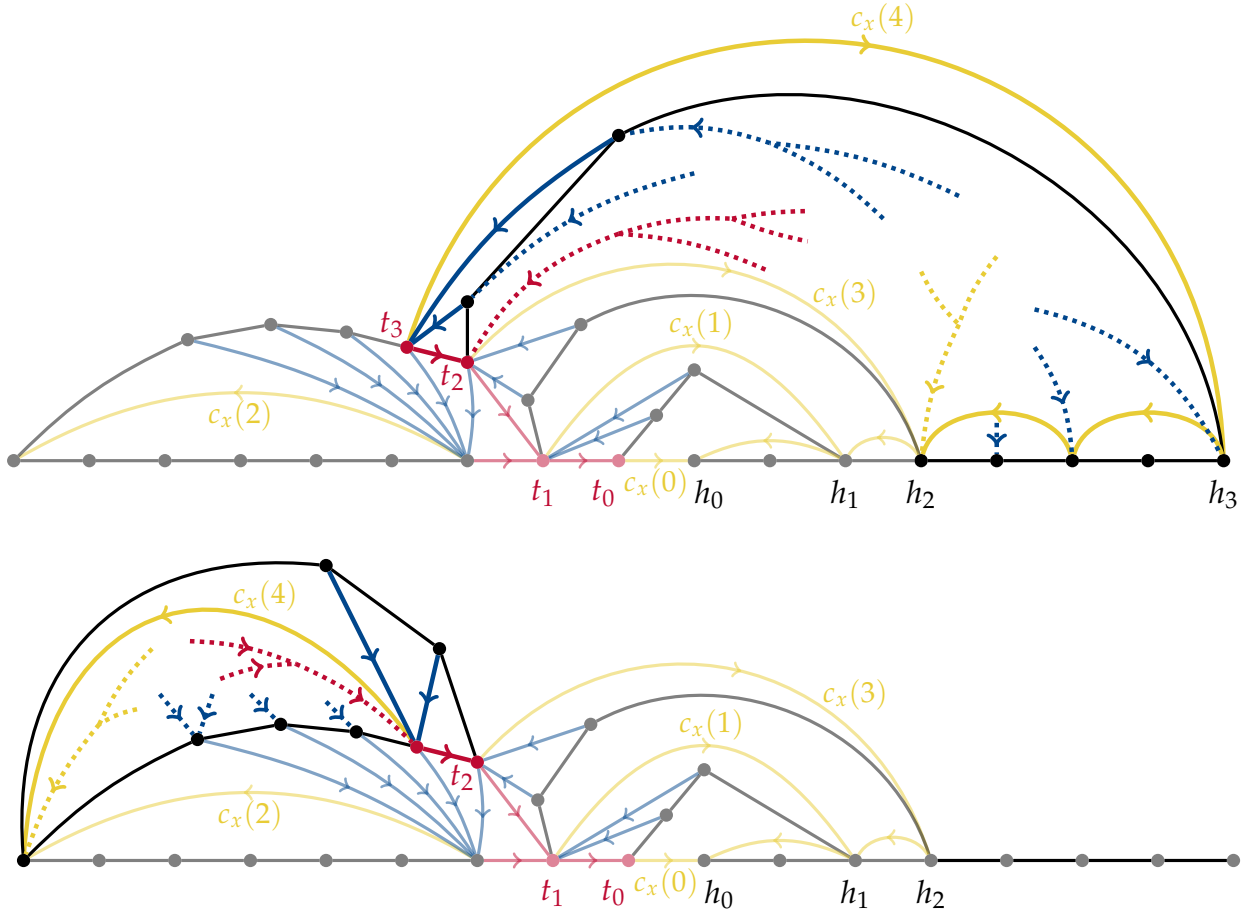 c_x(4)
t_3
c_x(3)
c_x(1)
t_2
c_x(2)
t_1
t_0
c_x(0)
h_0
h_1
h_2
h_3
c_x(4)
c_x(3)
c_x(1)
t_2
c_x(2)
t_1
t_0
c_x(0)
h_0
h_1
h_2